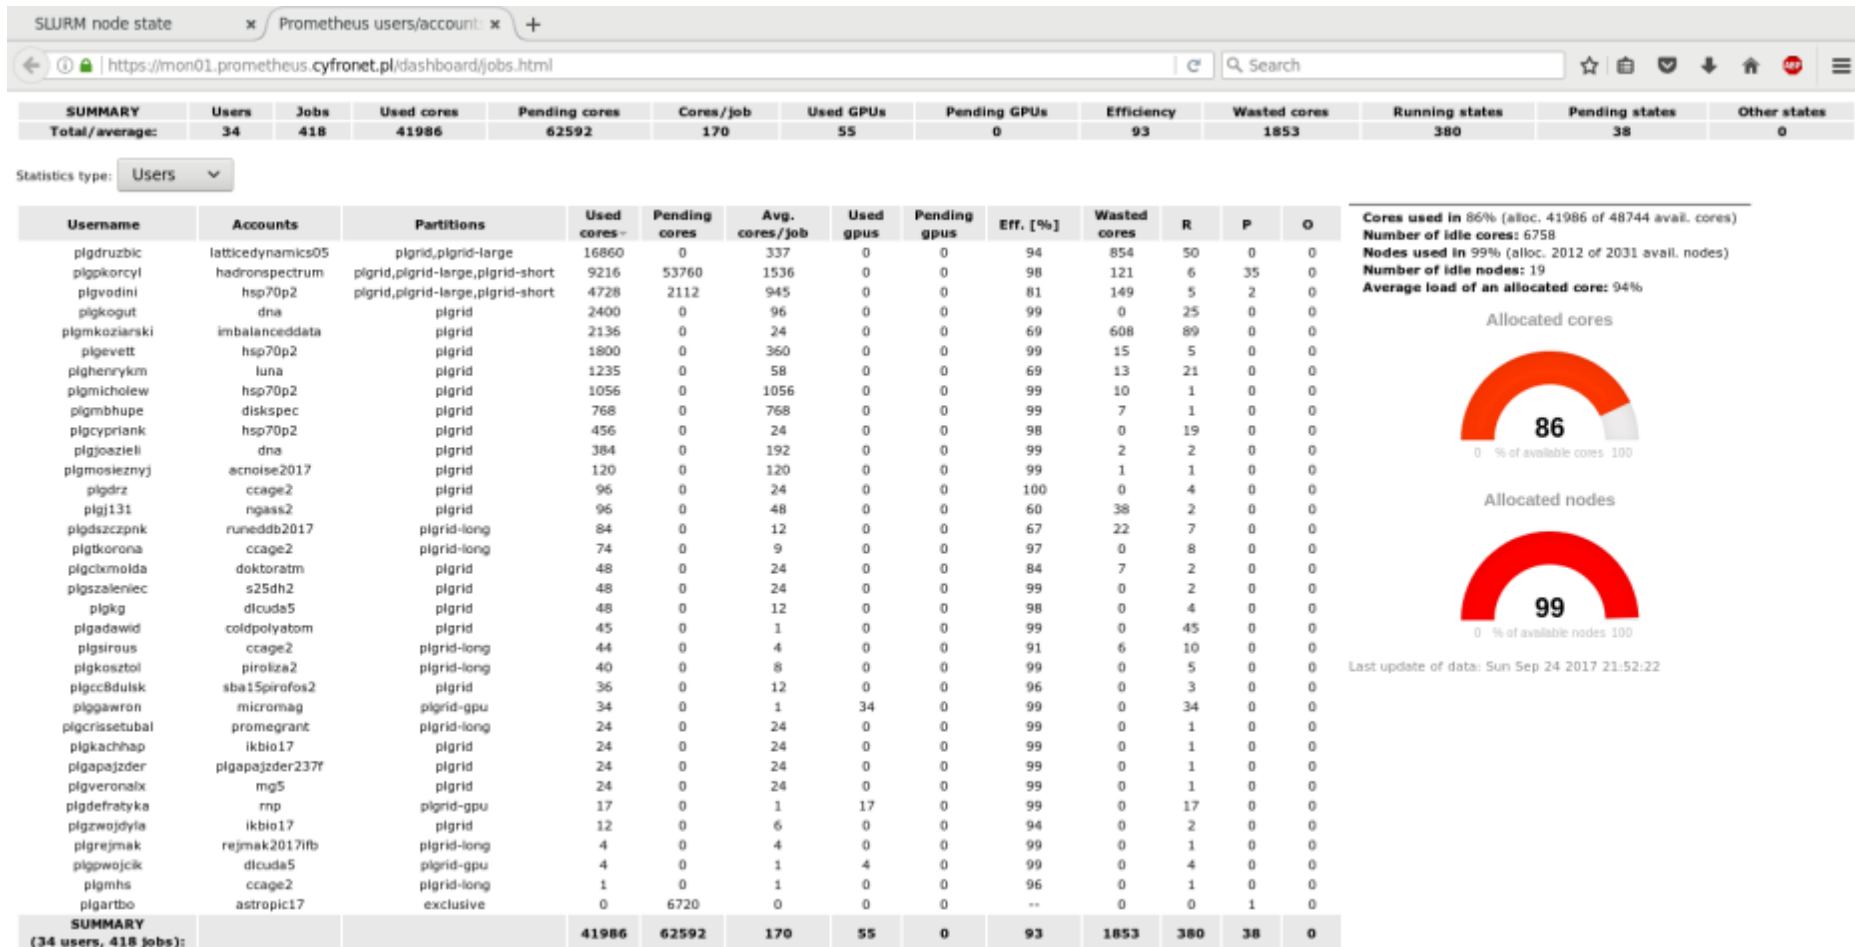 SLURM node state × Prometheus users/account: × +
https://mon01.prometheus.cyfronet.pl/dashboard/jobs.html Search ABP
SUMMARY Users Jobs Used cores Pending cores Cores/job Used GPUs Pending GPUs Efficiency Wasted cores Running states Pending states Other states
Total/average: 34 418 41986 62592 170 55 0 93 1853 380 38 0
Statistics type: Users
Username Accounts Partitions Used cores Pending cores Avg. cores/job Used gpus Pending gpus Eff. [%] Wasted cores R P O
plgdruzbic latticedynamics05 plgrid,plgrid-large 16860 0 337 0 0 94 854 50 0 0
plgpkorcyl hadronspectrum plgrid,plgrid-large,plgrid-short 9216 53760 1536 0 0 98 121 6 35 0
plgvodini hsp70p2 plgrid,plgrid-large,plgrid-short 4728 2112 945 0 0 81 149 5 2 0
plgkogut dna plgrid 2400 0 96 0 0 99 0 25 0 0
plgmkoziarski imbalanceddata plgrid 2136 0 24 0 0 69 608 89 0 0
plgevett hsp70p2 plgrid 1800 0 360 0 0 99 15 5 0 0
plghenrykm luna plgrid 1235 0 58 0 0 69 13 21 0 0
plgmicholew hsp70p2 plgrid 1056 0 1056 0 0 99 10 1 0 0
plgmbhupe diskspec plgrid 768 0 768 0 0 99 7 1 0 0
plgcypriank hsp70p2 plgrid 456 0 24 0 0 98 0 19 0 0
plgjoazieli dna plgrid 384 0 192 0 0 99 2 2 0 0
plgmosieznyj acnoise2017 plgrid 120 0 120 0 0 99 1 1 0 0
plgdrz ccage2 plgrid 96 0 24 0 0 100 0 4 0 0
plgj131 ngass2 plgrid 96 0 48 0 0 60 38 2 0 0
plgdszczpnk runeddb2017 plgrid-long 84 0 12 0 0 67 22 7 0 0
plgtkorona ccage2 plgrid-long 74 0 9 0 0 97 0 8 0 0
plgclxmolda doktoratm plgrid 48 0 24 0 0 84 7 2 0 0
plgszaleniec s25dh2 plgrid 48 0 24 0 0 99 0 2 0 0
plgkg dlcuda5 plgrid 48 0 12 0 0 98 0 4 0 0
plgadawid coldpolyatom plgrid 45 0 1 0 0 99 0 45 0 0
plgsirous ccage2 plgrid-long 44 0 4 0 0 91 6 10 0 0
plgkosztol piroliza2 plgrid-long 40 0 8 0 0 99 0 5 0 0
plgcc8dulsk sba15pirofos2 plgrid 36 0 12 0 0 96 0 3 0 0
plggawron micromag plgrid-gpu 34 0 1 34 0 99 0 34 0 0
plgcrissetubal promegrant plgrid-long 24 0 24 0 0 99 0 1 0 0
plgkachhap ikbio17 plgrid 24 0 24 0 0 99 0 1 0 0
plgapajzder plgapajzder237f plgrid 24 0 24 0 0 99 0 1 0 0
plgveronalx mg5 plgrid 24 0 24 0 0 99 0 1 0 0
plgdefratyka rnp plgrid-gpu 17 0 1 17 0 99 0 17 0 0
plgzwojdyla ikbio17 plgrid 12 0 6 0 0 94 0 2 0 0
plgrejmak rejmak2017ifb plgrid-long 4 0 4 0 0 99 0 1 0 0
plgpwojcik dlcuda5 plgrid-gpu 4 0 1 4 0 99 0 4 0 0
plgmhs ccage2 plgrid-long 1 0 1 0 0 96 0 1 0 0
plgartbo astropic17 exclusive 0 6720 0 0 0 -- 0 0 1 0
SUMMARY
(34 users, 418 jobs): 41986 62592 170 55 0 93 1853 380 38 0
Cores used in 86% (alloc. 41986 of 48744 avail. cores)
Number of idle cores: 6758
Nodes used in 99% (alloc. 2012 of 2031 avail. nodes)
Number of idle nodes: 19
Average load of an allocated core: 94%
Allocated cores
86
0 % of available cores 100
Allocated nodes
99
0 % of available nodes 100
Last update of data: Sun Sep 24 2017 21:52:22